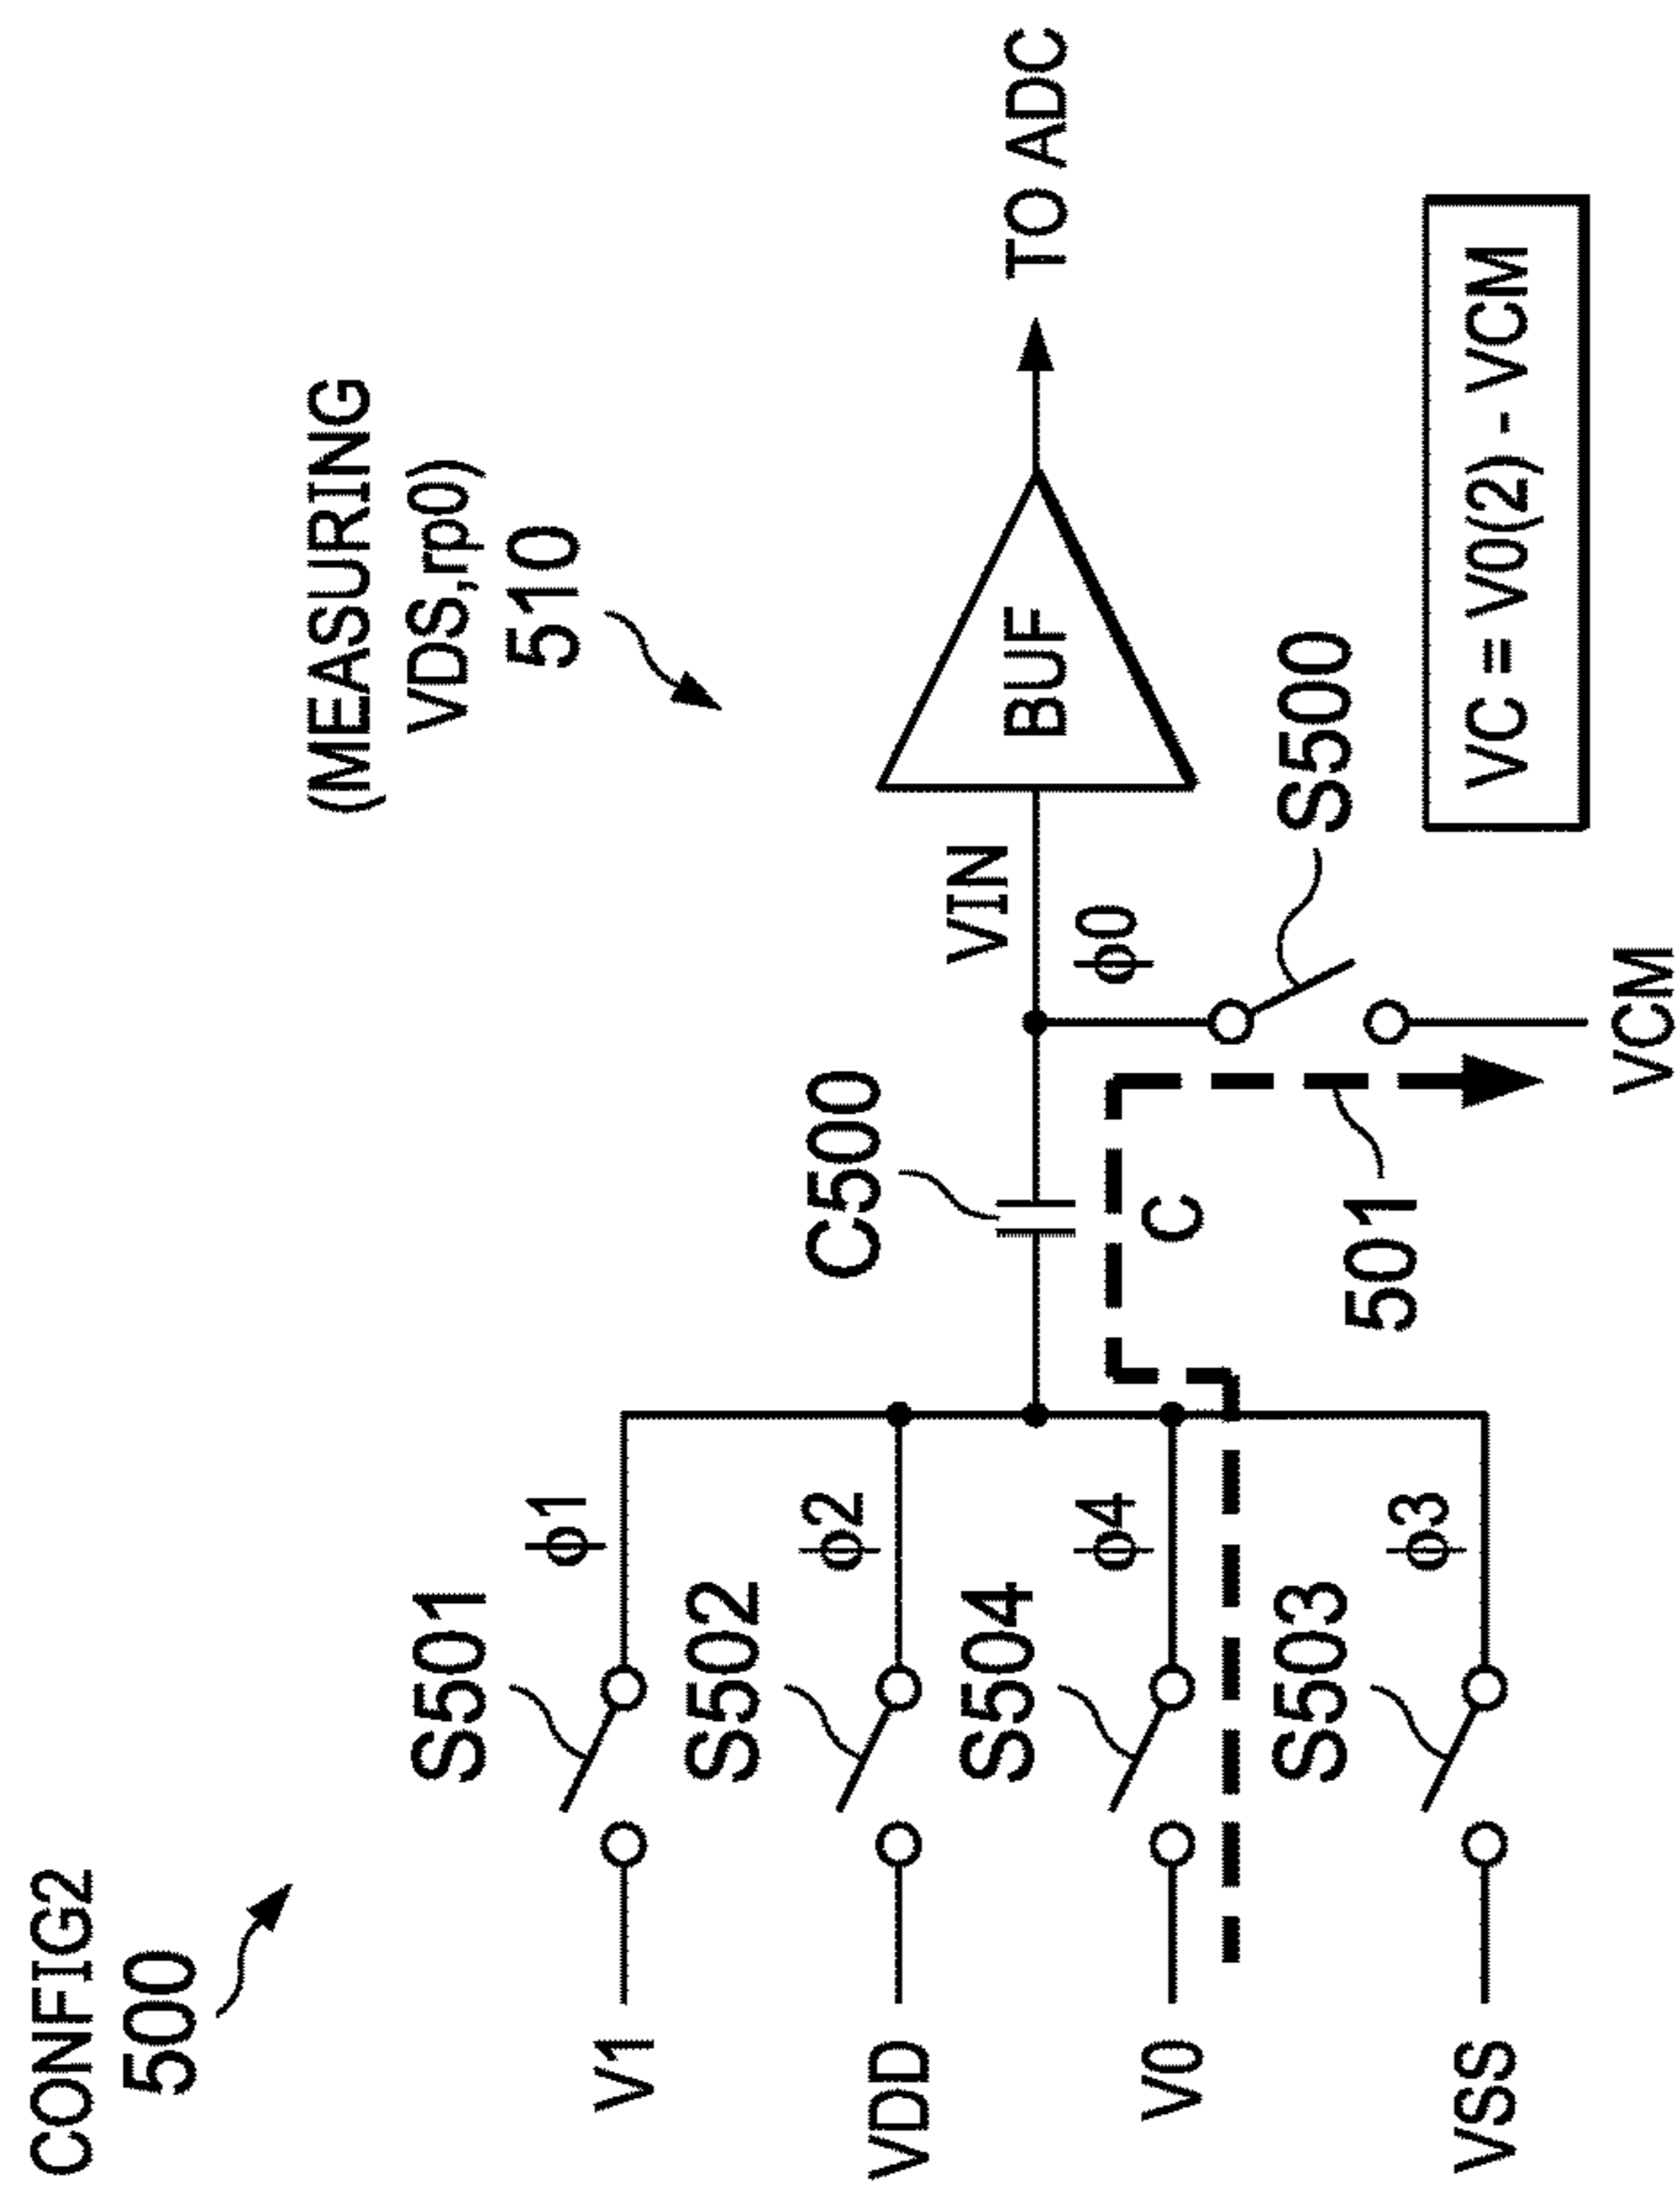 CONFIG2
500
(MEASURING
VDS,rp0)
510
V1
S501
ϕ1
VDD
S502
ϕ2
V0
S504
ϕ4
VSS
S503
ϕ3
C500
C
501
VIN
ϕ0
S500
VCM
BUF
TO ADC
VC = V0(2) - VCM